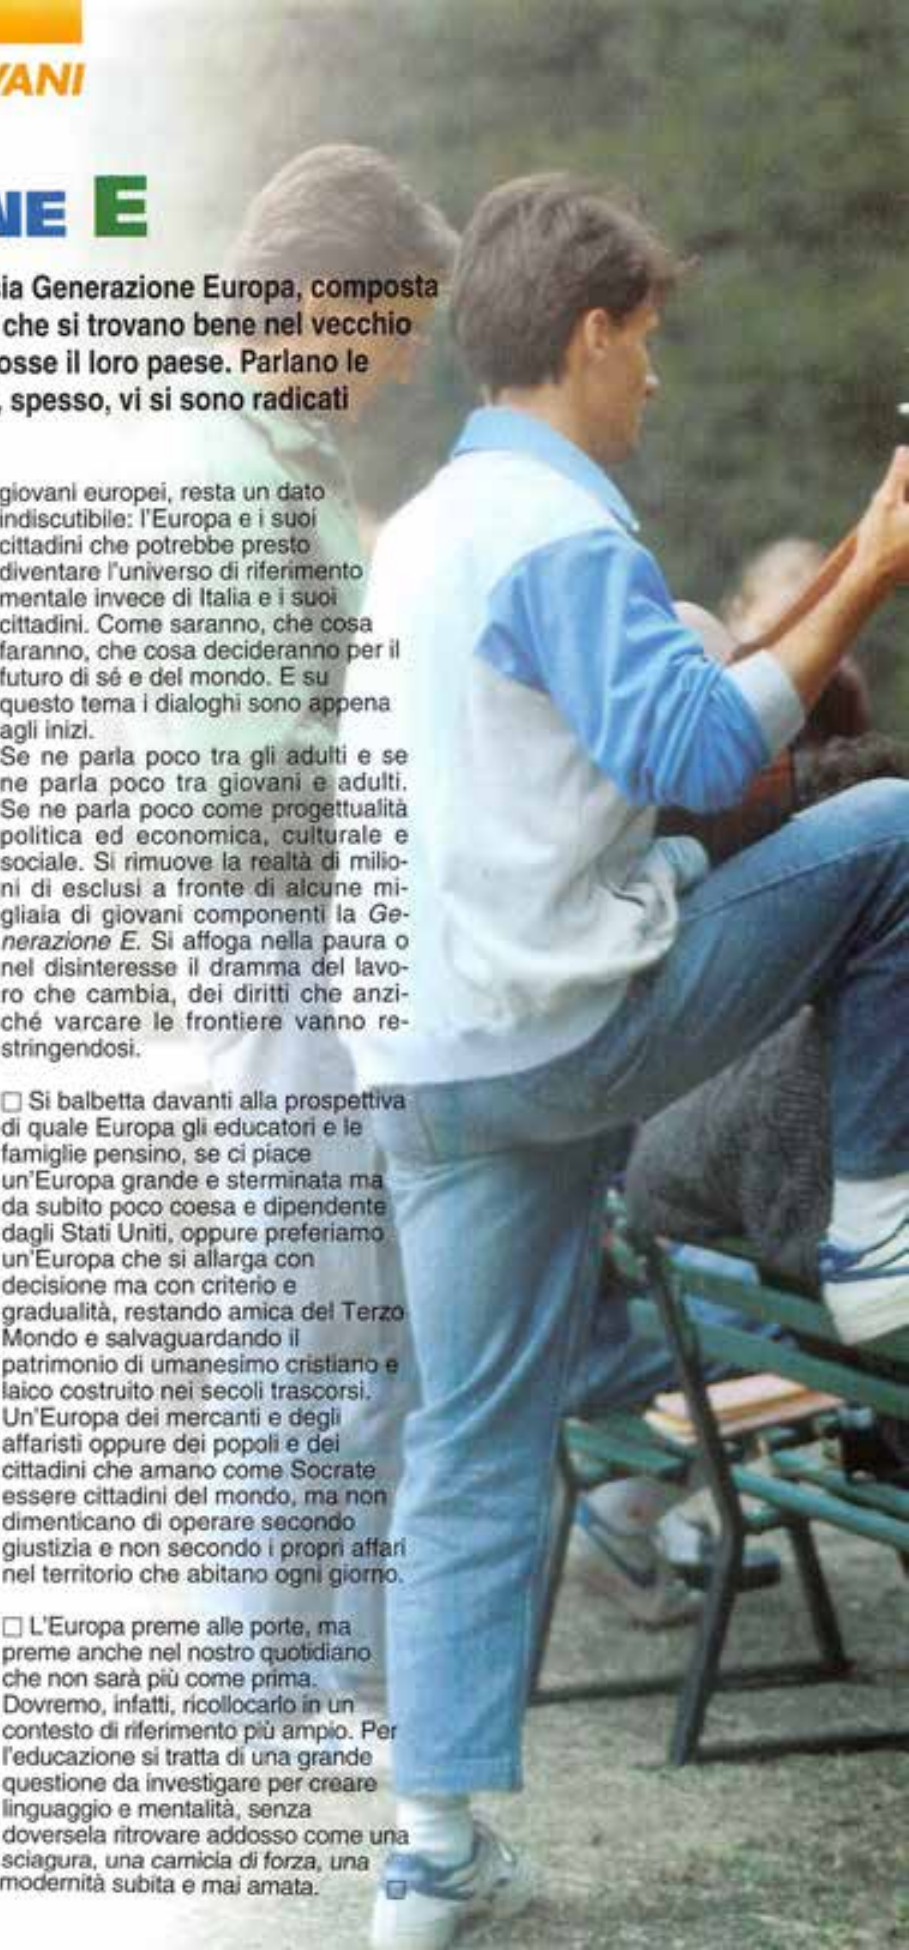 VANI
NE E
sia Generazione Europa, composta
che si trovano bene nel vecchio
osse il loro paese. Parlano le
, spesso, vi si sono radicati
giovani europei, resta un dato
indiscutibile: l'Europa e i suoi
cittadini che potrebbe presto
diventare l'universo di riferimento
mentale invece di Italia e i suoi
cittadini. Come saranno, che cosa
faranno, che cosa decideranno per il
futuro di sé e del mondo. E su
questo tema i dialoghi sono appena
agli inizi.
Se ne parla poco tra gli adulti e se
ne parla poco tra giovani e adulti.
Se ne parla poco come progettualità
politica ed economica, culturale e
sociale. Si rimuove la realtà di milio-
ni di esclusi a fronte di alcune mi-
gliaia di giovani componenti la Ge-
nerazione E. Si affoga nella paura o
nel disinteresse il dramma del lavo-
ro che cambia, dei diritti che anzi-
ché varcare le frontiere vanno re-
stringendosi.
□ Si balbetta davanti alla prospettiva
di quale Europa gli educatori e le
famiglie pensino, se ci piace
un'Europa grande e sterminata ma
da subito poco coesa e dipendente
dagli Stati Uniti, oppure preferiamo
un'Europa che si allarga con
decisione ma con criterio e
gradualità, restando amica del Terzo
Mondo e salvaguardando il
patrimonio di umanesimo cristiano e
laico costruito nei secoli trascorsi.
Un'Europa dei mercanti e degli
affaristi oppure dei popoli e dei
cittadini che amano come Socrate
essere cittadini del mondo, ma non
dimenticano di operare secondo
giustizia e non secondo i propri affari
nel territorio che abitano ogni giorno.
□ L'Europa preme alle porte, ma
preme anche nel nostro quotidiano
che non sarà più come prima.
Dovremo, infatti, ricollocarlo in un
contesto di riferimento più ampio. Per
l'educazione si tratta di una grande
questione da investigare per creare
linguaggio e mentalità, senza
doversela ritrovare addosso come una
sciagura, una camicia di forza, una
modernità subita e mai amata.